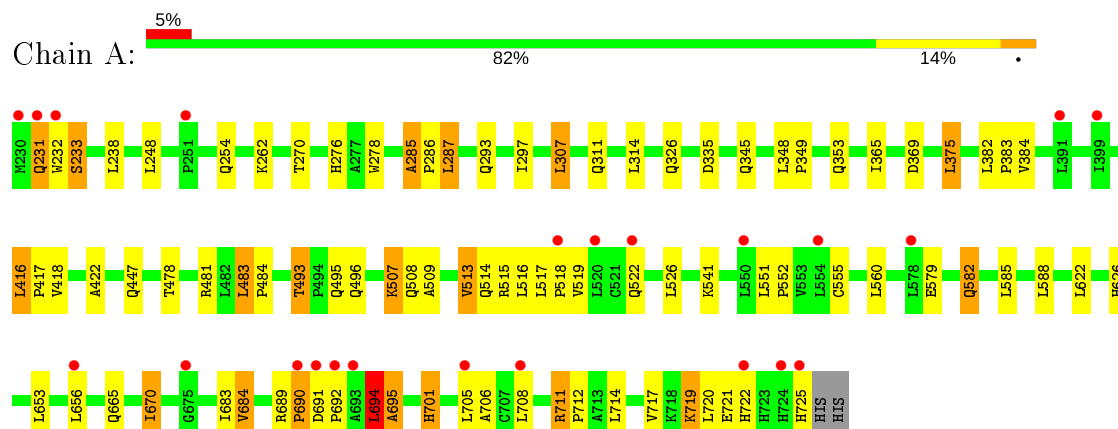 5%
Chain A:
82% 14% •
M230 Q231 W232 S233 L238 L248 P251 Q254 K262 T270 H276 A277 W278 A285 P286 L287 Q293 I297 L307 Q311 L314 Q326 D335 Q345 L348 P349 Q353 I365 D369 L375 L382 P383 V384 L391 I399
L416 P417 V418 A422 Q447 T478 R481 L482 L483 P484 T493 P494 Q495 Q496 K507 Q508 A509 V513 Q514 R515 L516 L517 P518 V519 L520 C521 Q522 L526 K541 L550 L551 P552 V553 L554 C555 L560 L578 E579 Q582 L585 L588 L622 H626
L653 L656 Q665 I670 G675 I683 V684 R689 P690 D691 P692 A693 L694 A695 H701 L705 A706 C707 L708 R711 P712 A713 L714 V717 K718 K719 L720 E721 H722 H723 H724 H725 HIS HIS